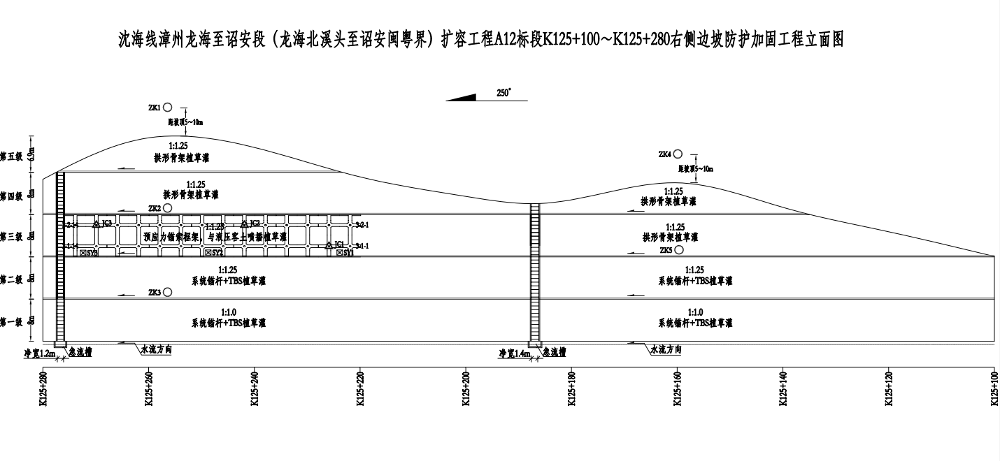 沈海线漳州龙海至诏安段（龙海北溪头至诏安闽粤界）扩容工程A12标段K125+100～K125+280右侧边坡防护加固工程立面图
250°
ZK1
距坡顶5~10m
ZK4
距坡顶5~10m
第五级
6.9m
1:1.25
拱形骨架植草灌
第四级
8m
1:1.25
拱形骨架植草灌
1:1.25
拱形骨架植草灌
ZK2
第三级
8m
JC3
1:1.25
JC2
3-2-1
预应力锚索框架，与液压客土喷播植草灌
JC1
3-1-1
SY3
SY2
SY1
1:1.25
拱形骨架植草灌
ZK5
第二级
8m
1:1.25
系统锚杆+TBS植草灌
1:1.25
系统锚杆+TBS植草灌
ZK3
第一级
8m
1:1.0
系统锚杆+TBS植草灌
1:1.0
系统锚杆+TBS植草灌
净宽1.2m
急流槽
水流方向
净宽1.4m
急流槽
水流方向
K125+280
K125+260
K125+240
K125+220
K125+200
K125+180
K125+160
K125+140
K125+120
K125+100